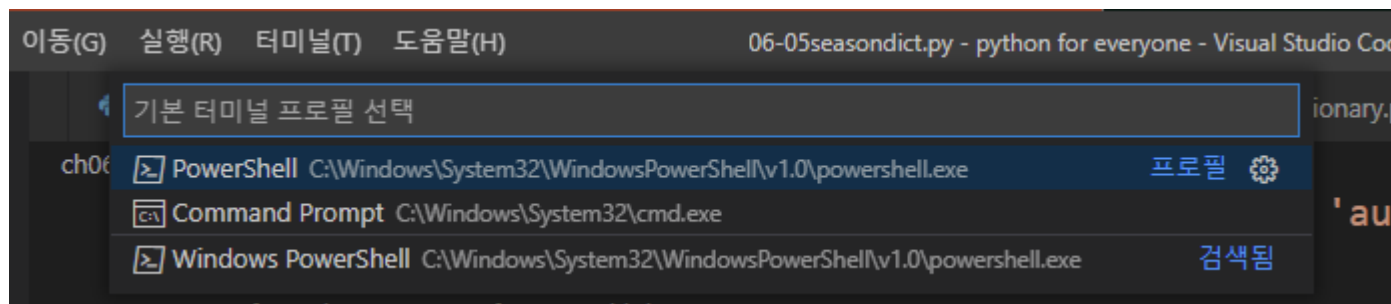 이동(G) 실행(R) 터미널(T) 도움말(H) 06-05seasondict.py - python for everyone - Visual Studio
기본 터미널 프로필 선택
ionary.
ch06
PowerShell C:\Windows\System32\WindowsPowerShell\v1.0\powershell.exe 프로필
Command Prompt C:\Windows\System32\cmd.exe
'au
Windows PowerShell C:\Windows\System32\WindowsPowerShell\v1.0\powershell.exe 검색됨